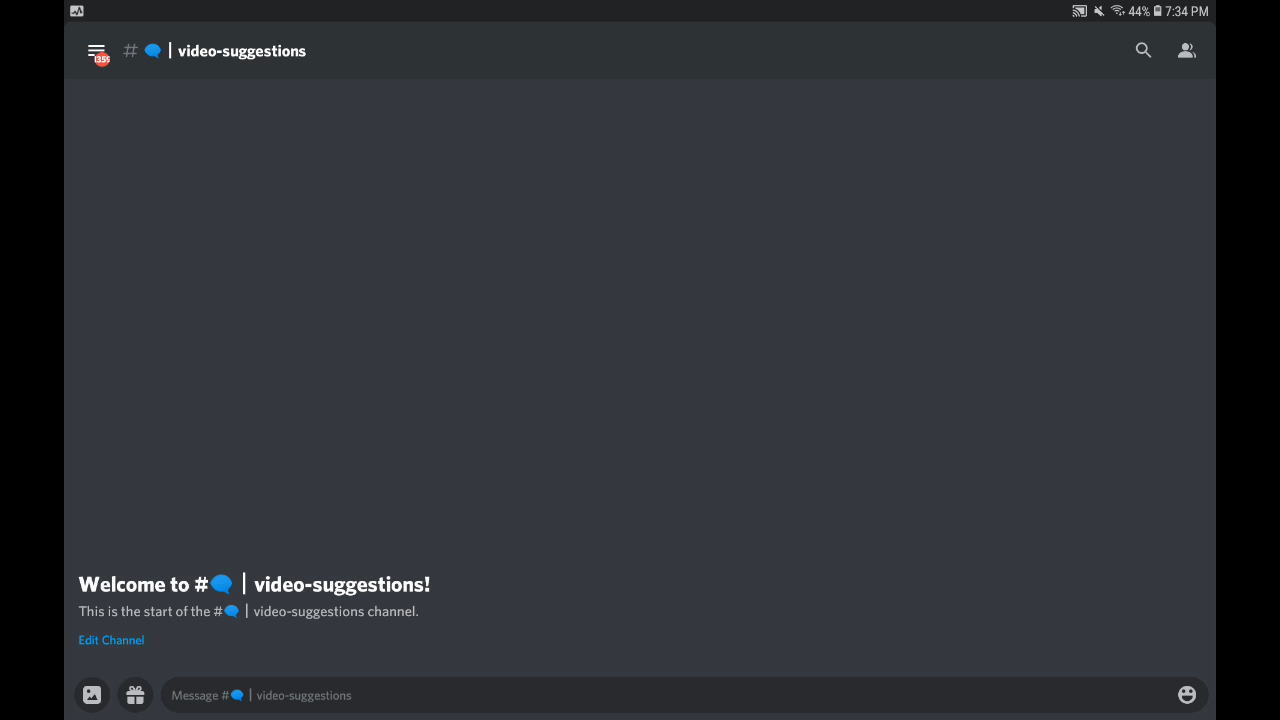 44% 7:34 PM
# 🗨 | video-suggestions
Welcome to #🗨 | video-suggestions!
This is the start of the #🗨 | video-suggestions channel.
Edit Channel
Message #🗨 | video-suggestions